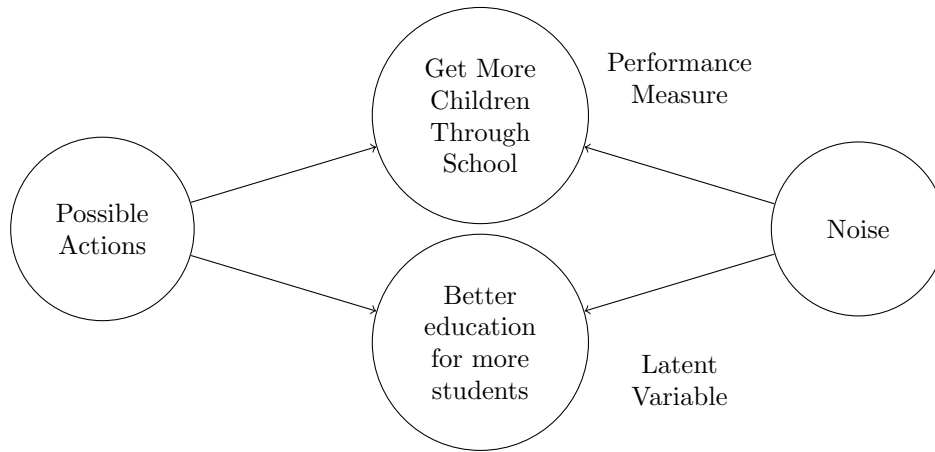 Get More
Children
Through
School
Performance
Measure
Possible
Actions
Noise
Better
education
for more
students
Latent
Variable